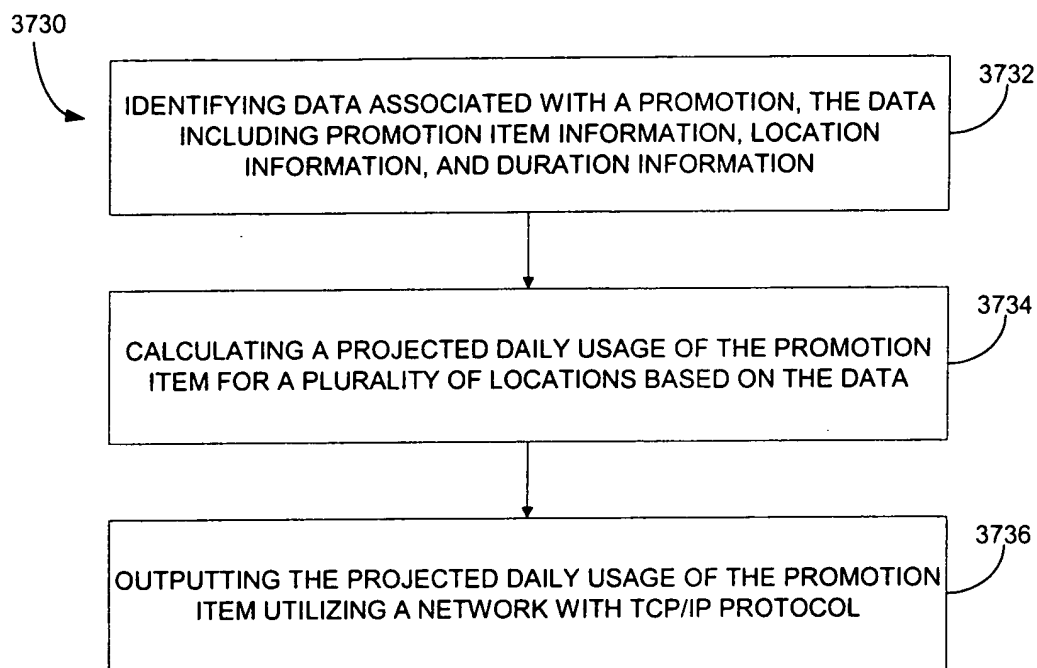 3730
3732
IDENTIFYING DATA ASSOCIATED WITH A PROMOTION, THE DATA
INCLUDING PROMOTION ITEM INFORMATION, LOCATION
INFORMATION, AND DURATION INFORMATION
3734
CALCULATING A PROJECTED DAILY USAGE OF THE PROMOTION
ITEM FOR A PLURALITY OF LOCATIONS BASED ON THE DATA
3736
OUTPUTTING THE PROJECTED DAILY USAGE OF THE PROMOTION
ITEM UTILIZING A NETWORK WITH TCP/IP PROTOCOL